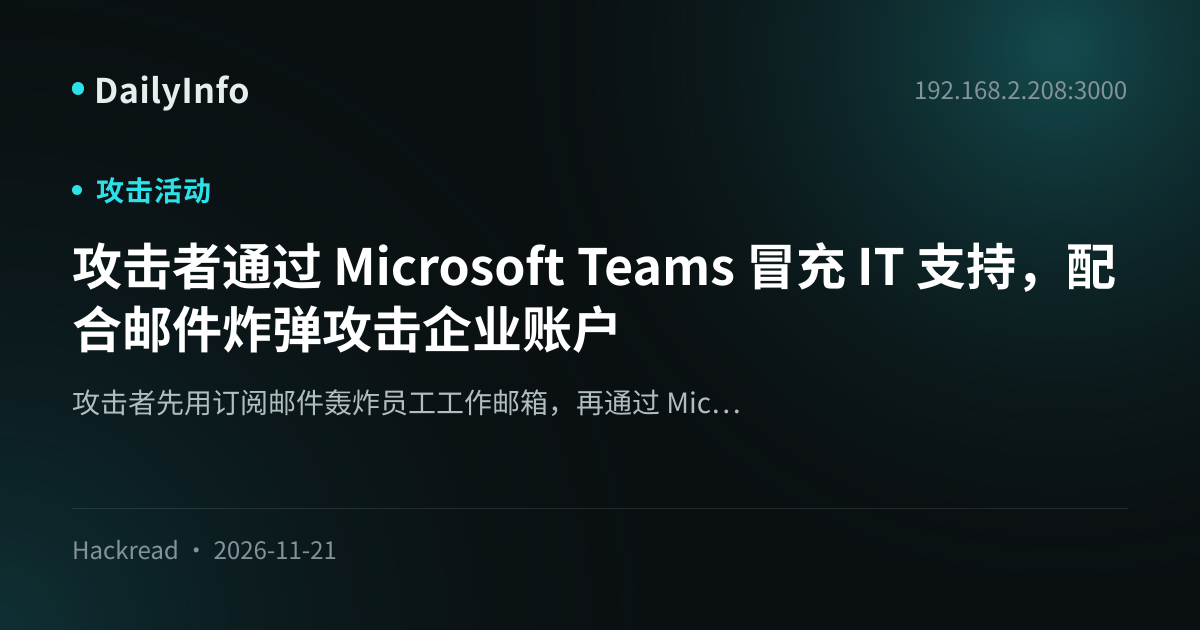 DailyInfo
192.168.2.208:3000
攻击活动
攻击者通过 Microsoft Teams 冒充 IT 支持，配
合邮件炸弹攻击企业账户
攻击者先用订阅邮件轰炸员工工作邮箱，再通过 Mic…
Hackread · 2026-11-21